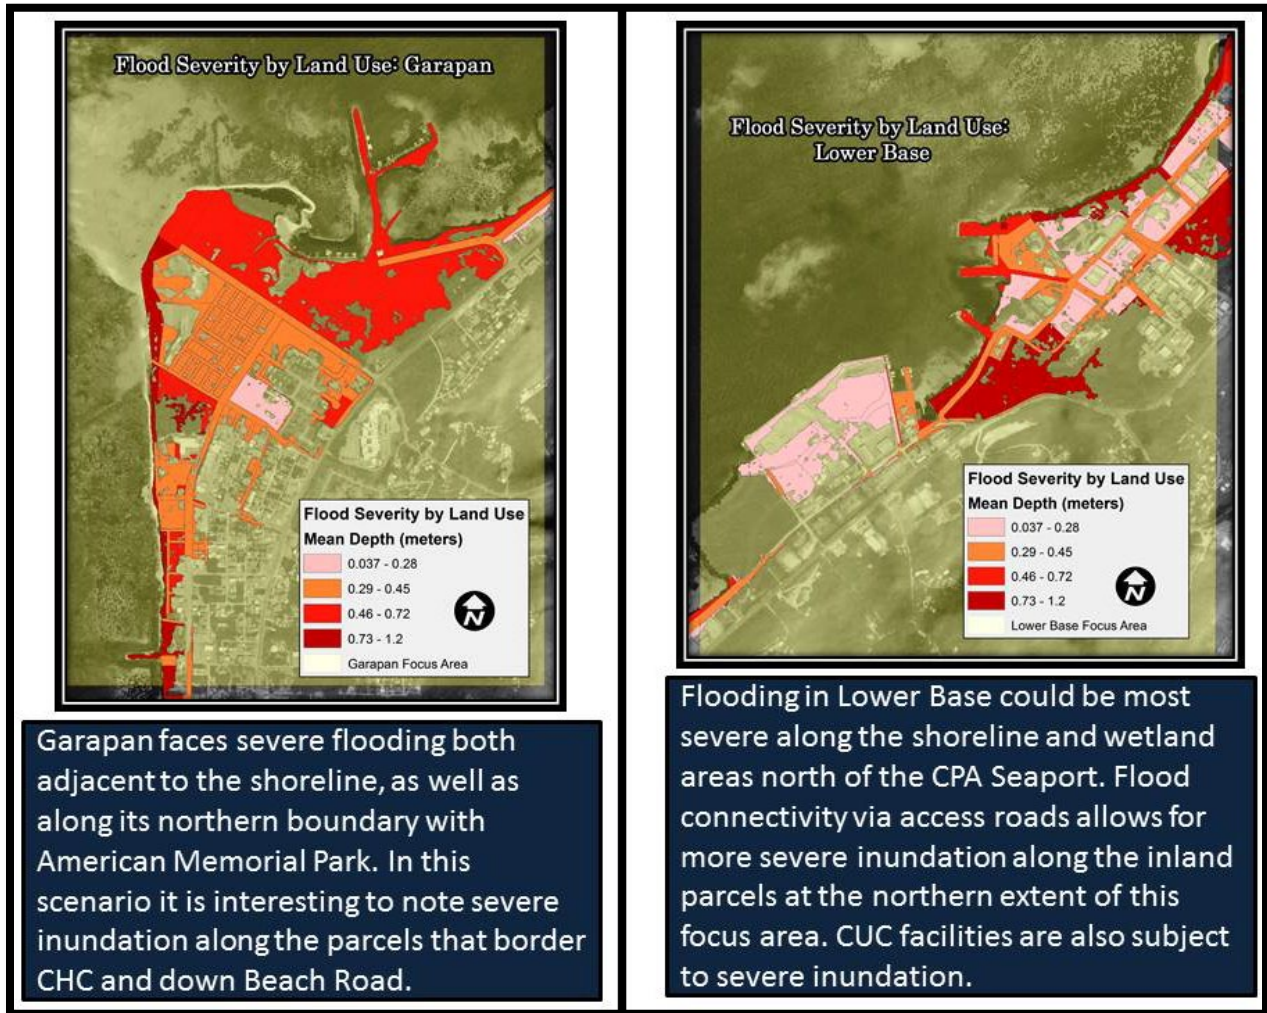 Flood Severity by Land Use: Garapan
Flood Severity by Land Use
Mean Depth (meters)
0.037 - 0.28
0.29 - 0.45
0.46 - 0.72
0.73 - 1.2
Garapan Focus Area
N
Garapan faces severe flooding both
adjacent to the shoreline, as well as
along its northern boundary with
American Memorial Park. In this
scenario it is interesting to note severe
inundation along the parcels that border
CHC and down Beach Road.
Flood Severity by Land Use:
Lower Base
Flood Severity by Land Use
Mean Depth (meters)
0.037 - 0.28
0.29 - 0.45
0.46 - 0.72
0.73 - 1.2
Lower Base Focus Area
N
Flooding in Lower Base could be most
severe along the shoreline and wetland
areas north of the CPA Seaport. Flood
connectivity via access roads allows for
more severe inundation along the inland
parcels at the northern extent of this
focus area. CUC facilities are also subject
to severe inundation.